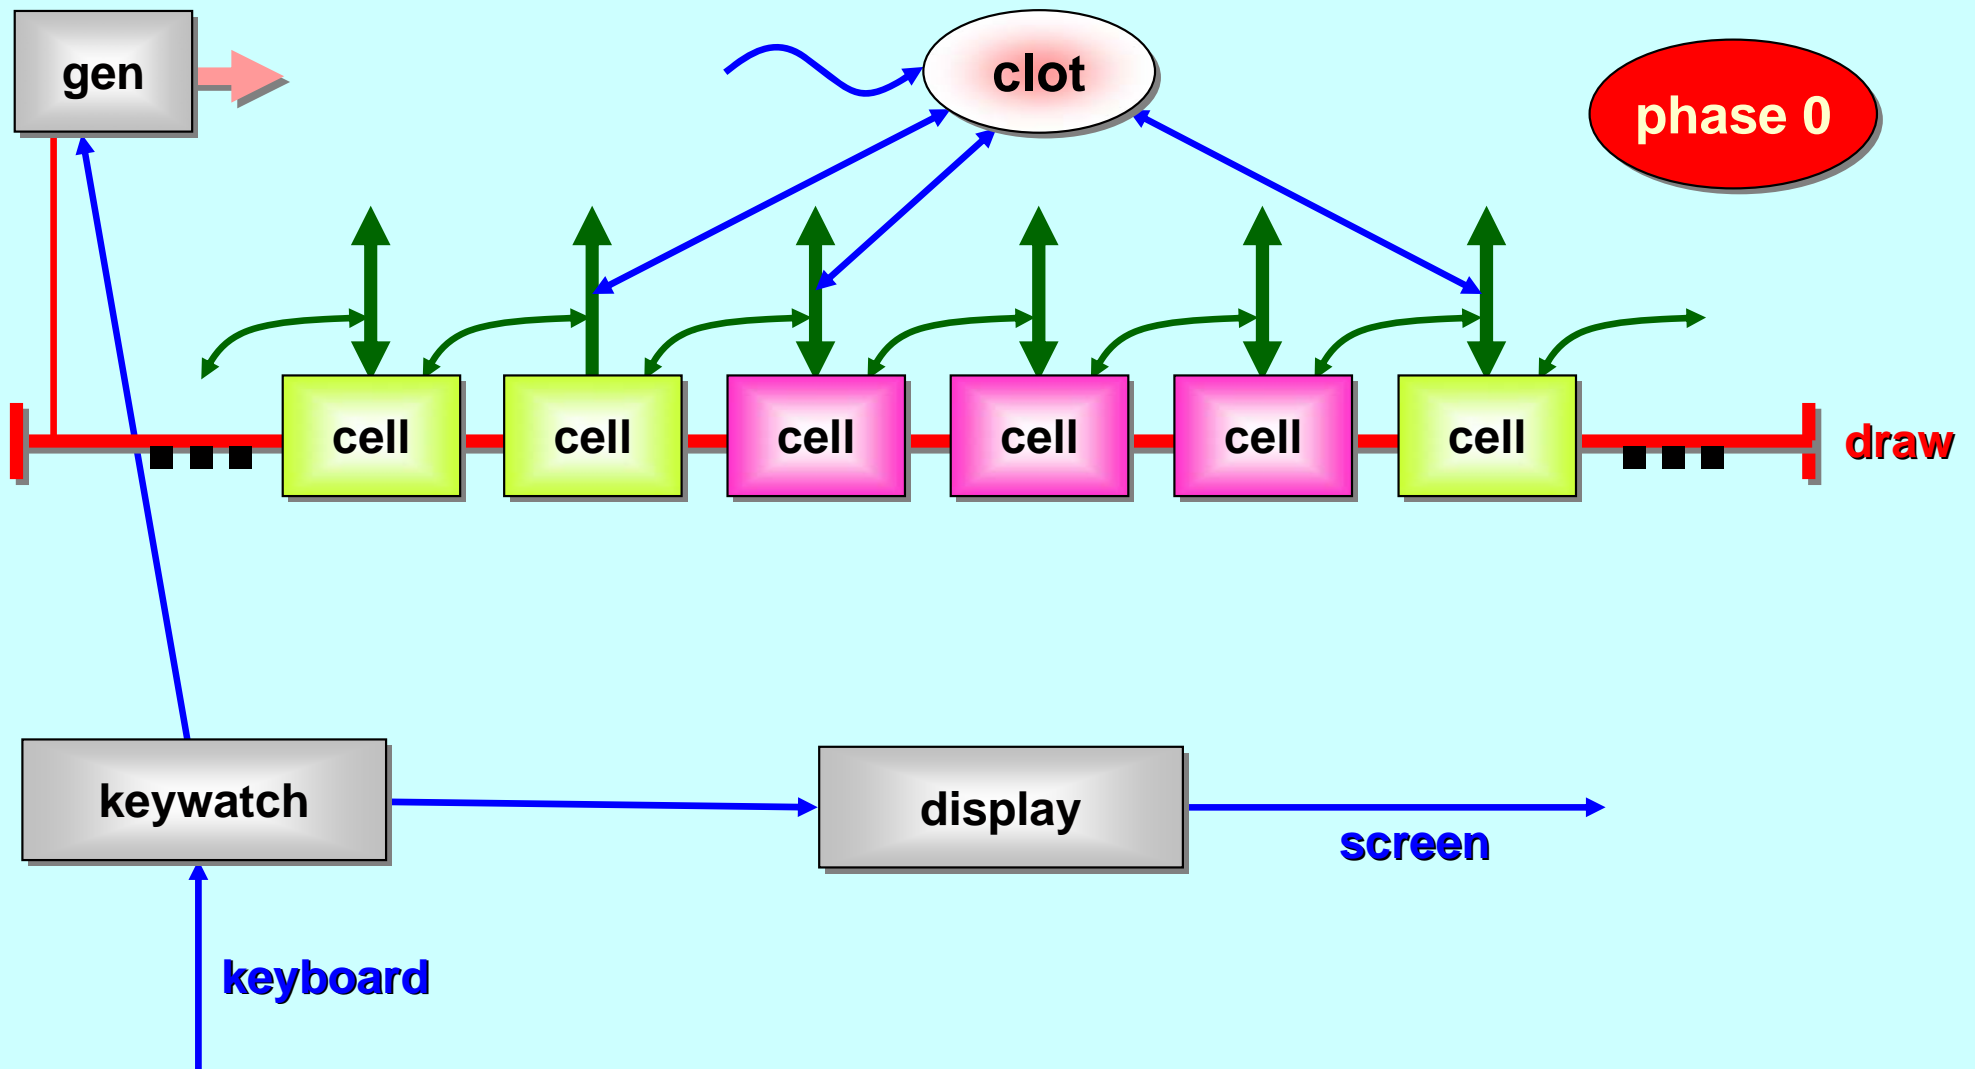 gen
clot
phase 0
cell
cell
cell
cell
cell
cell
draw
keywatch
display
screen
keyboard